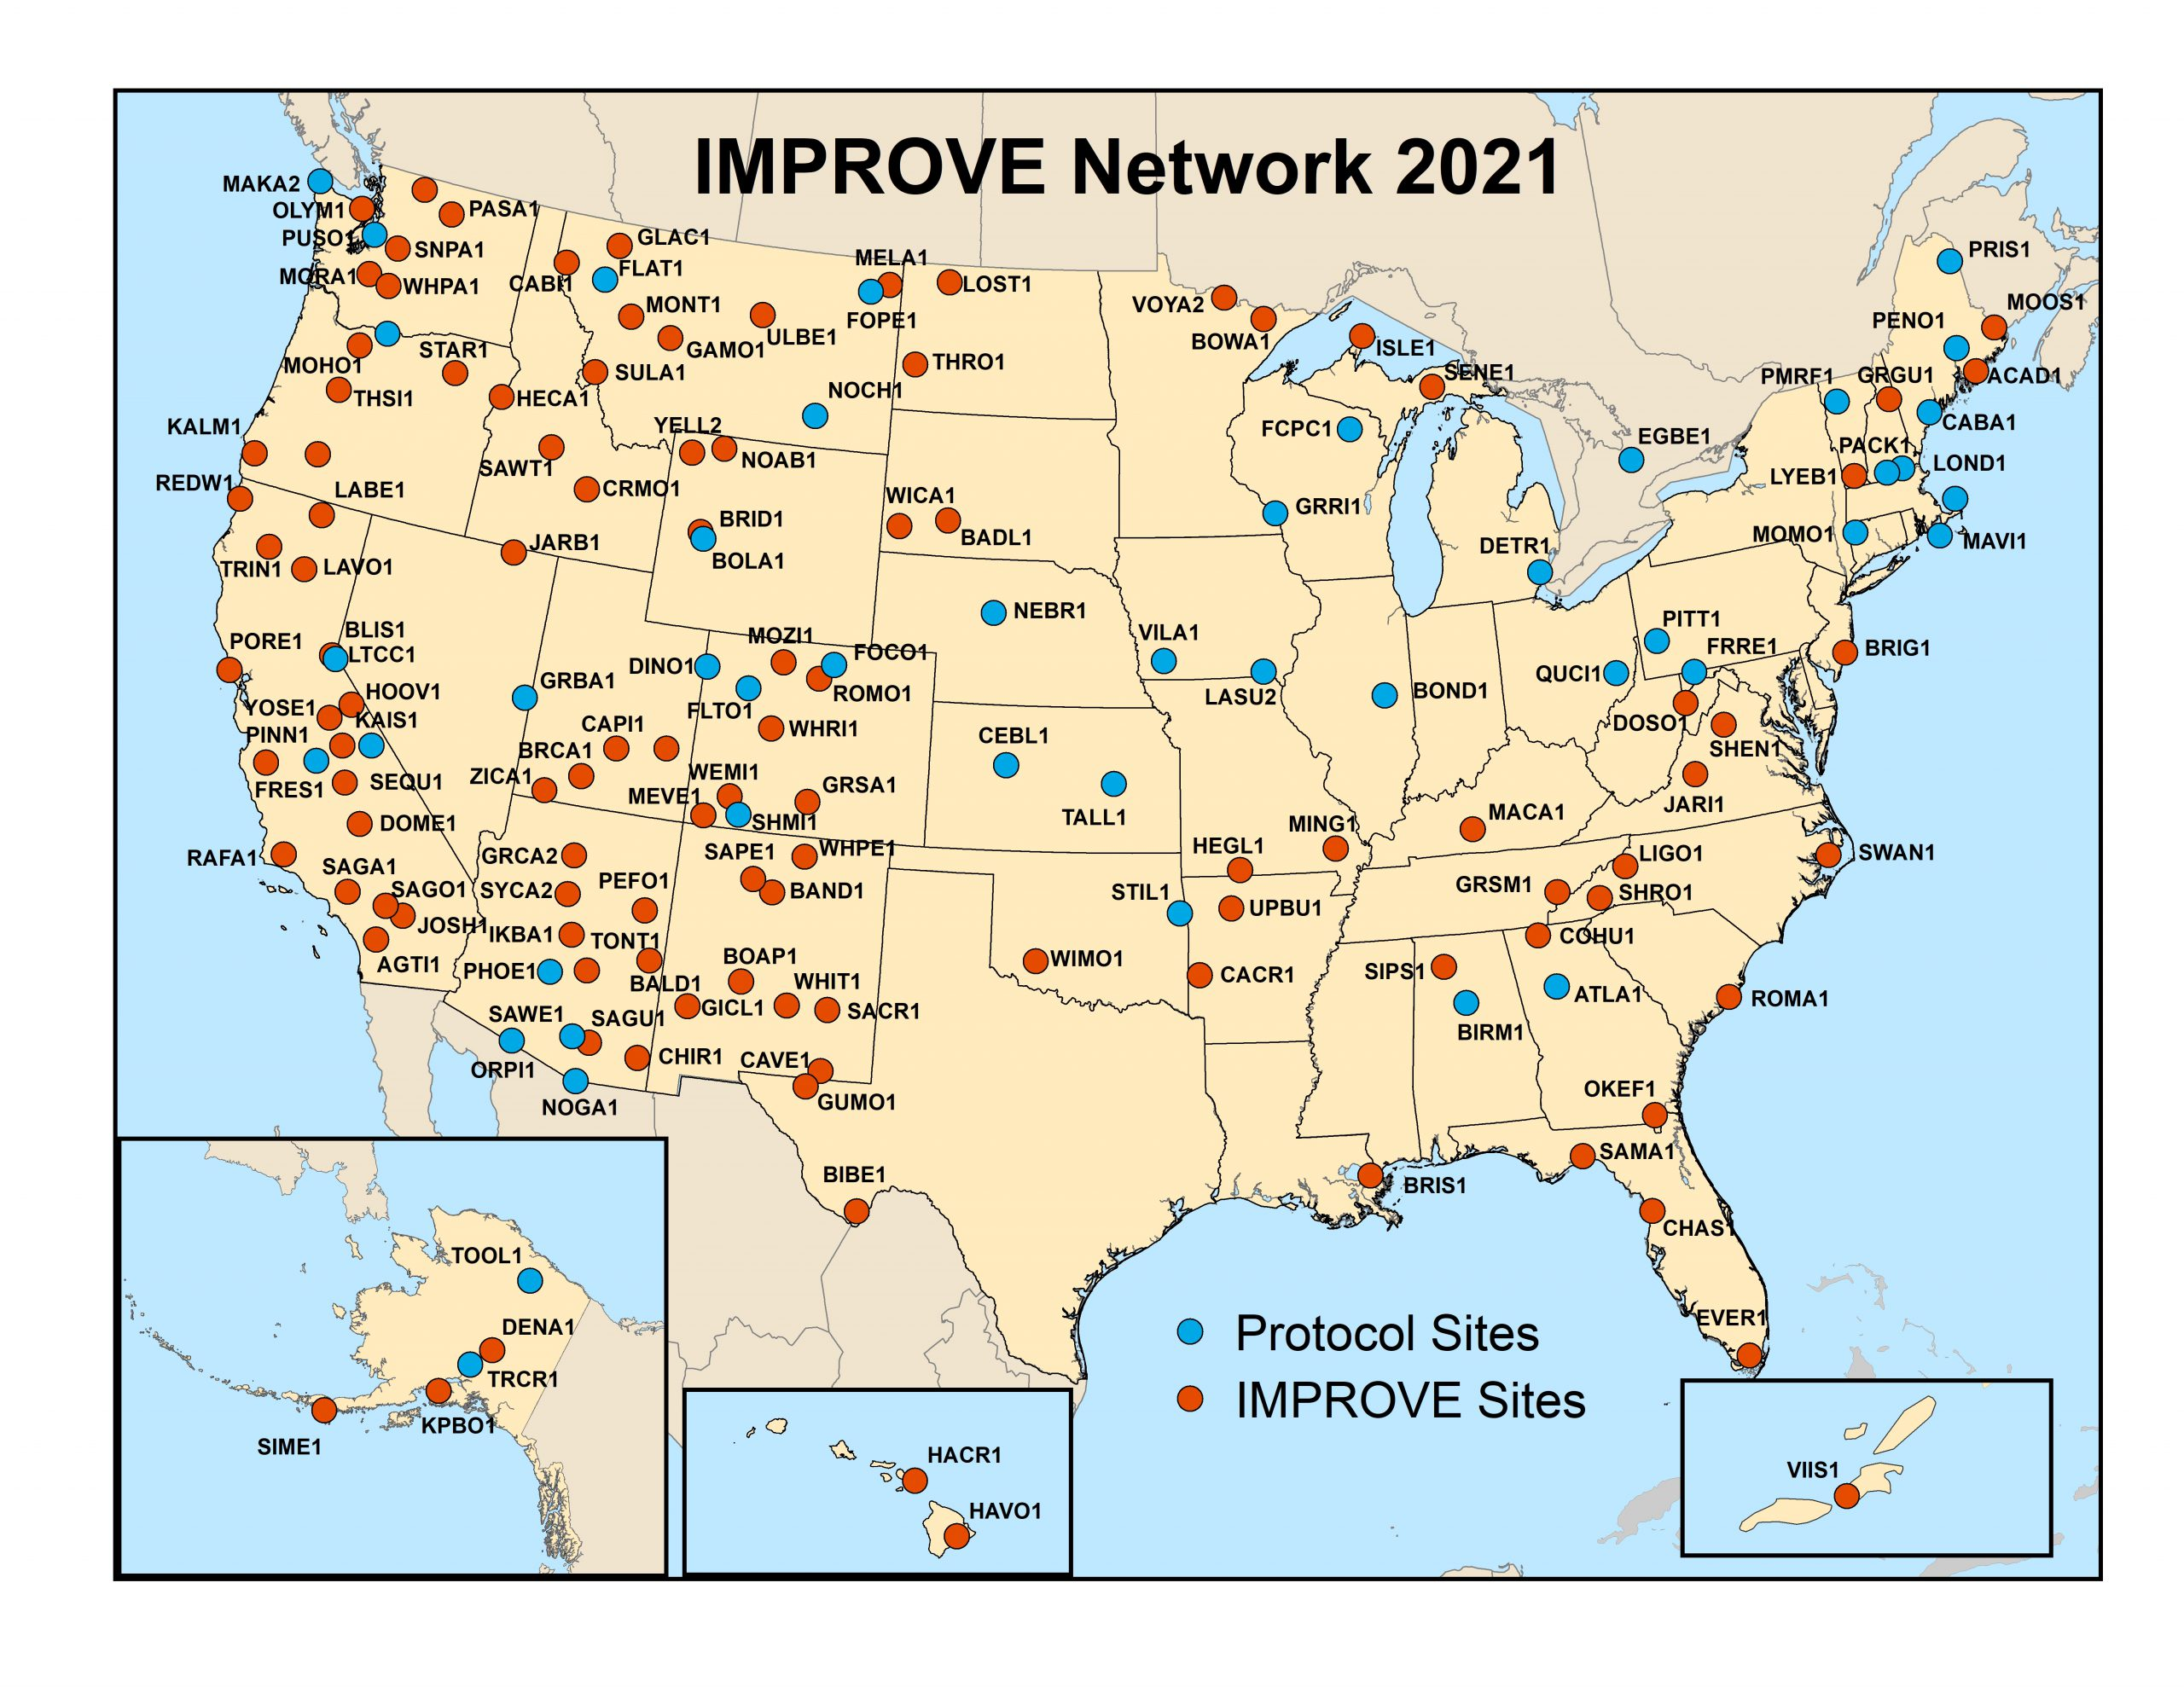 IMPROVE Network 2021
MAKA2
OLYM1
PASA1
PUSO1
SNPA1
MORA1
WHPA1
GLAC1
CABI1
FLAT1
MELA1
LOST1
MONT1
FOPE1
ULBE1
GAMO1
MOHO1
STAR1
THSI1
HECA1
SULA1
THRO1
NOCH1
KALM1
YELL2
NOAB1
SAWT1
CRMO1
REDW1
LABE1
WICA1
BADL1
BRID1
BOLA1
JARB1
TRIN1
LAVO1
NEBR1
VOYA2
BOWA1
ISLE1
SENE1
FCPC1
GRRI1
EGBE1
DETR1
PRIS1
MOOS1
PENO1
PMRF1
GRGU1
ACAD1
CABA1
PACK1
LYEB1
LOND1
MOMO1
MAVI1
BLIS1
PORE1
LTCC1
HOOV1
YOSE1
KAIS1
PINN1
FRES1
SEQU1
DOME1
RAFA1
SAGA1
SAGO1
JOSH1
AGTI1
MOZI1
FOCO1
DINO1
ROMO1
GRBA1
FLTO1
WHRI1
CAPI1
BRCA1
ZICA1
WEMI1
MEVE1
SHMI1
GRSA1
CEBL1
TALL1
VILA1
LASU2
BOND1
PITT1
FRRE1
QUCI1
BRIG1
DOSO1
SHEN1
JARI1
MACA1
MING1
HEGL1
GRCA2
SAPE1
WHPE1
SYCA2
PEFO1
BAND1
IKBA1
TONT1
PHOE1
BALD1
BOAP1
WHIT1
GICL1
SACR1
SAWE1
SAGU1
ORPI1
CHIR1
CAVE1
NOGA1
GUMO1
BIBE1
STIL1
UPBU1
WIMO1
CACR1
LIGO1
GRSM1
SHRO1
SWAN1
COHU1
SIPS1
ATLA1
BIRM1
ROMA1
OKEF1
SAMA1
BRIS1
CHAS1
EVER1
TOOL1
DENA1
TRCR1
KPBO1
SIME1
HACR1
HAVO1
Protocol Sites
IMPROVE Sites
VIIS1